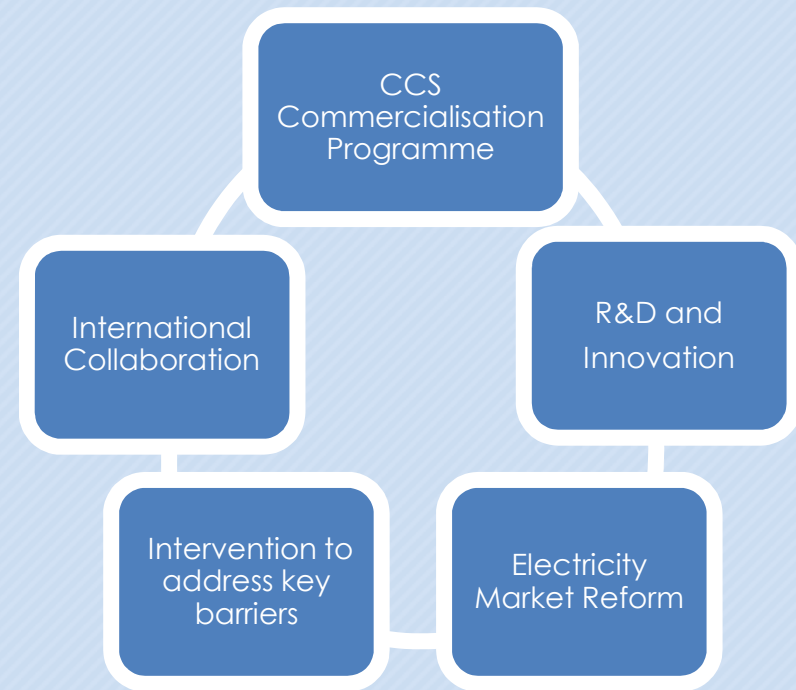 CCS
Commercialisation
Programme
R&D and
Innovation
Electricity
Market Reform
Intervention to
address key
barriers
International
Collaboration